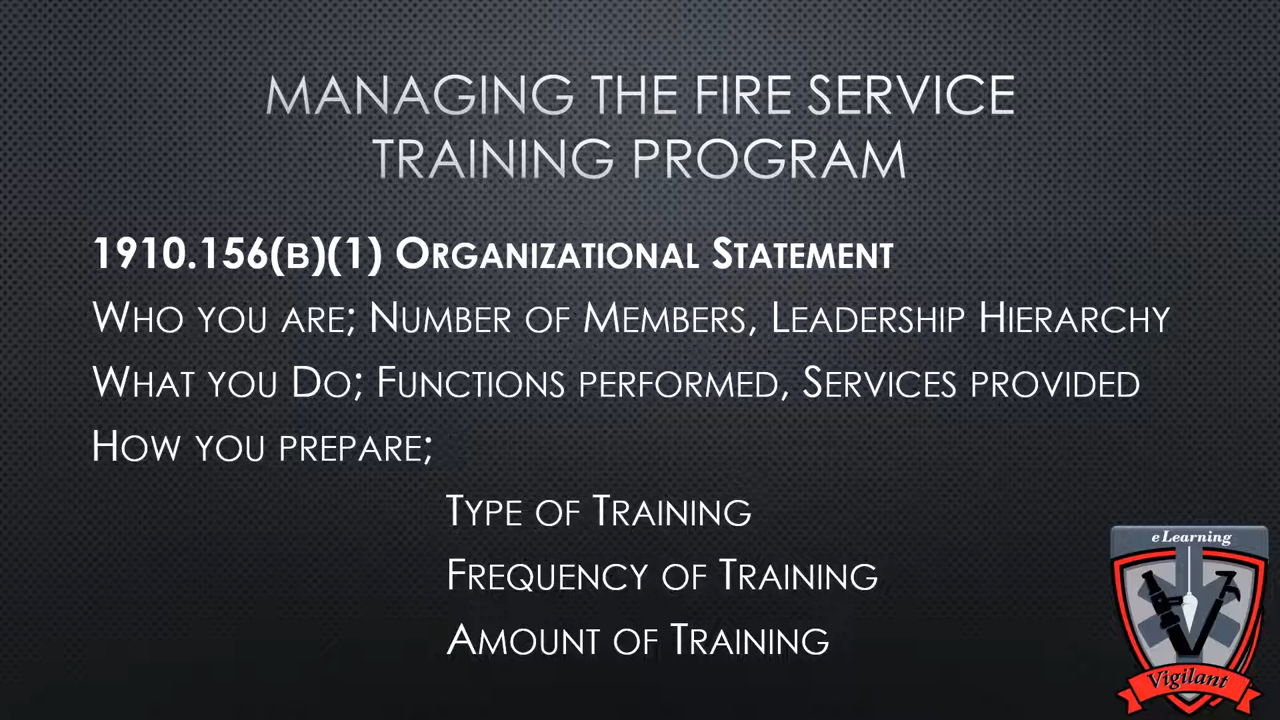 MANAGING THE FIRE SERVICE
TRAINING PROGRAM
1910.156(B)(1) ORGANIZATIONAL STATEMENT
WHO YOU ARE; NUMBER OF MEMBERS, LEADERSHIP HIERARCHY
WHAT YOU DO; FUNCTIONS PERFORMED, SERVICES PROVIDED
HOW YOU PREPARE;
TYPE OF TRAINING
FREQUENCY OF TRAINING
AMOUNT OF TRAINING
eLearning
V
Vigilant